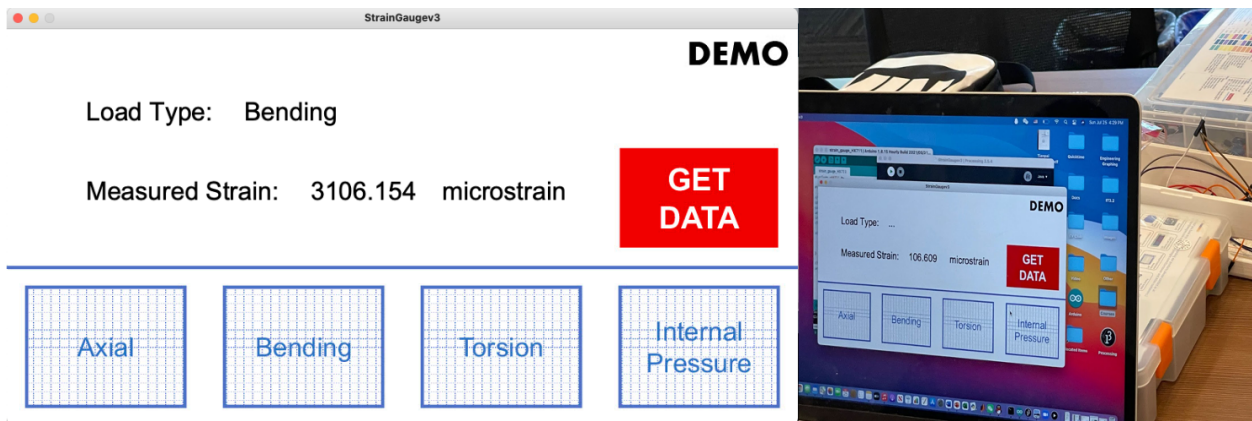 StrainGaugev3
DEMO
Load Type: Bending
Measured Strain: 3106.154 microstrain
GET
DATA
Axial
Bending
Torsion
Internal
Pressure
StrainGaugev3
DEMO
Load Type: ...
Measured Strain: 106.609 microstrain
GET
DATA
Axial
Bending
Torsion
Internal
Pressure